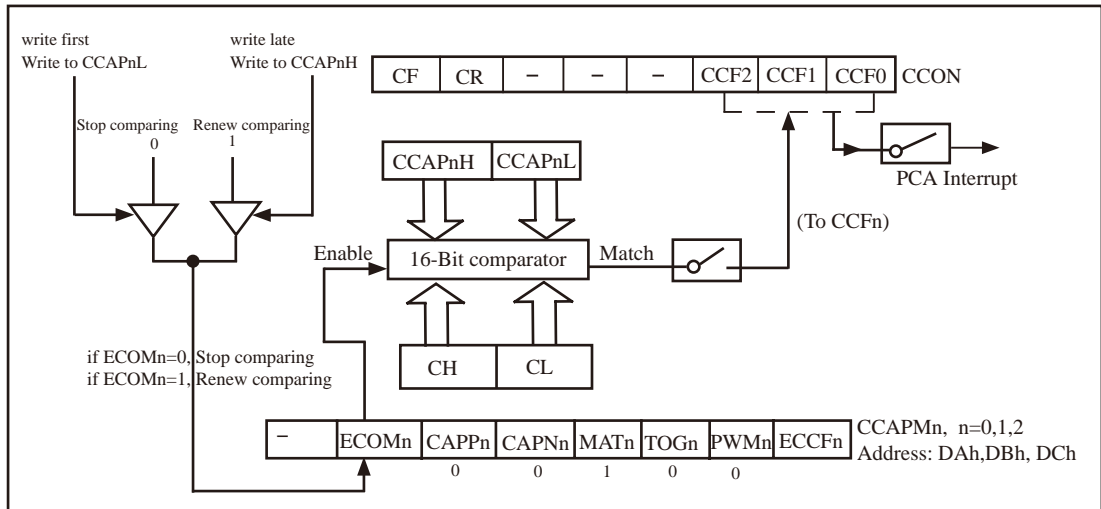 write first
Write to CCAPnL
write late
Write to CCAPnH
CF CR – – – CCF2 CCF1 CCF0 CCON
Stop comparing
0
Renew comparing
1
PCA Interrupt
CCAPnH CCAPnL
(To CCFn)
Enable
16-Bit comparator
Match
CH CL
if ECOMn=0, Stop comparing
if ECOMn=1, Renew comparing
– ECOMn CAPPn CAPNn MATn TOGn PWMn ECCFn
CCAPMn, n=0,1,2
Address: DAh,DBh, DCh
0 0 1 0 0